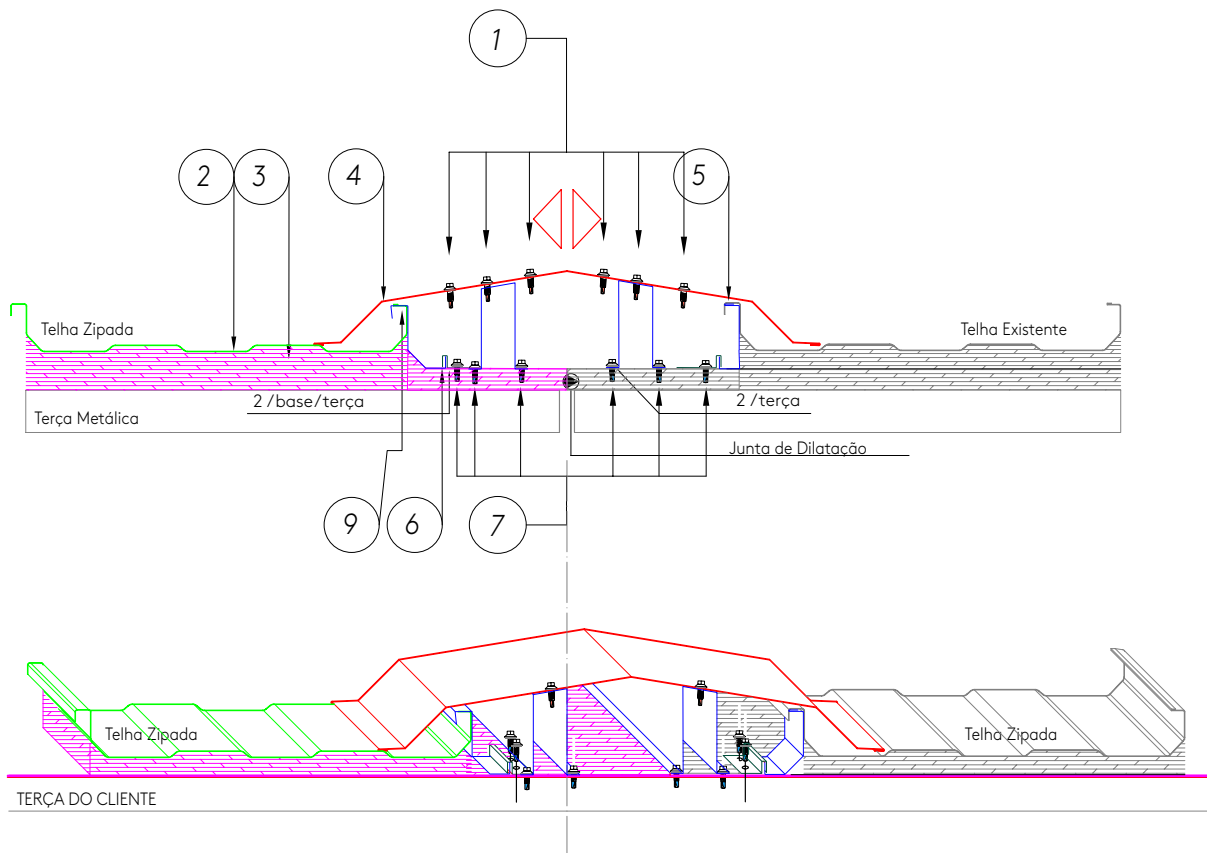 1
2
3
4
5
Telha Zipada
Telha Existente
2 /base/terça
2 /terça
Terça Metálica
Junta de Dilatação
9
6
7
Telha Zipada
Telha Zipada
TERÇA DO CLIENTE